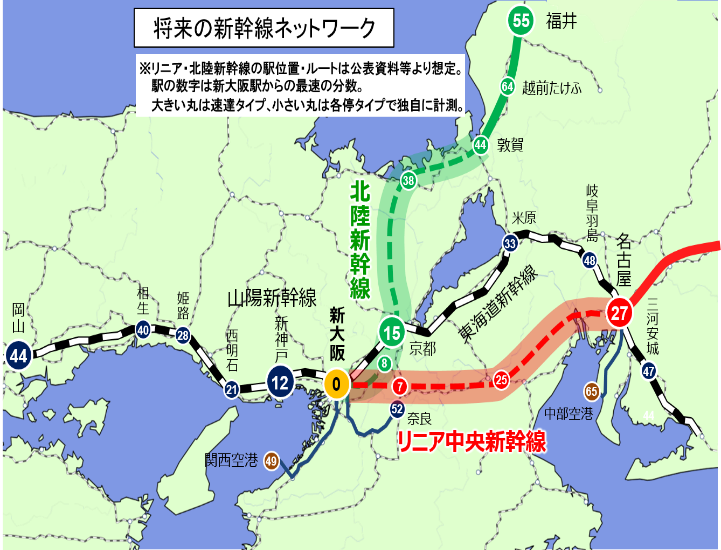 将来の新幹線ネットワーク
※リニア・北陸新幹線の駅位置・ルートは公表資料等より想定。
駅の数字は新大阪駅からの最速の分数。
大きい丸は速達タイプ、小さい丸は各停タイプで独自に計測。
55 福井
64 越前たけふ
44 敦賀
38
北陸新幹線
米原
33
岐阜羽島
48
名古屋
27
東海道新幹線
三河安城
47
44
15
京都
8
山陽新幹線
新大阪
0
新神戸
12
西明石
21
姫路
28
相生
40
岡山
44
7
25
52 奈良
リニア中央新幹線
65
中部空港
関西空港 49